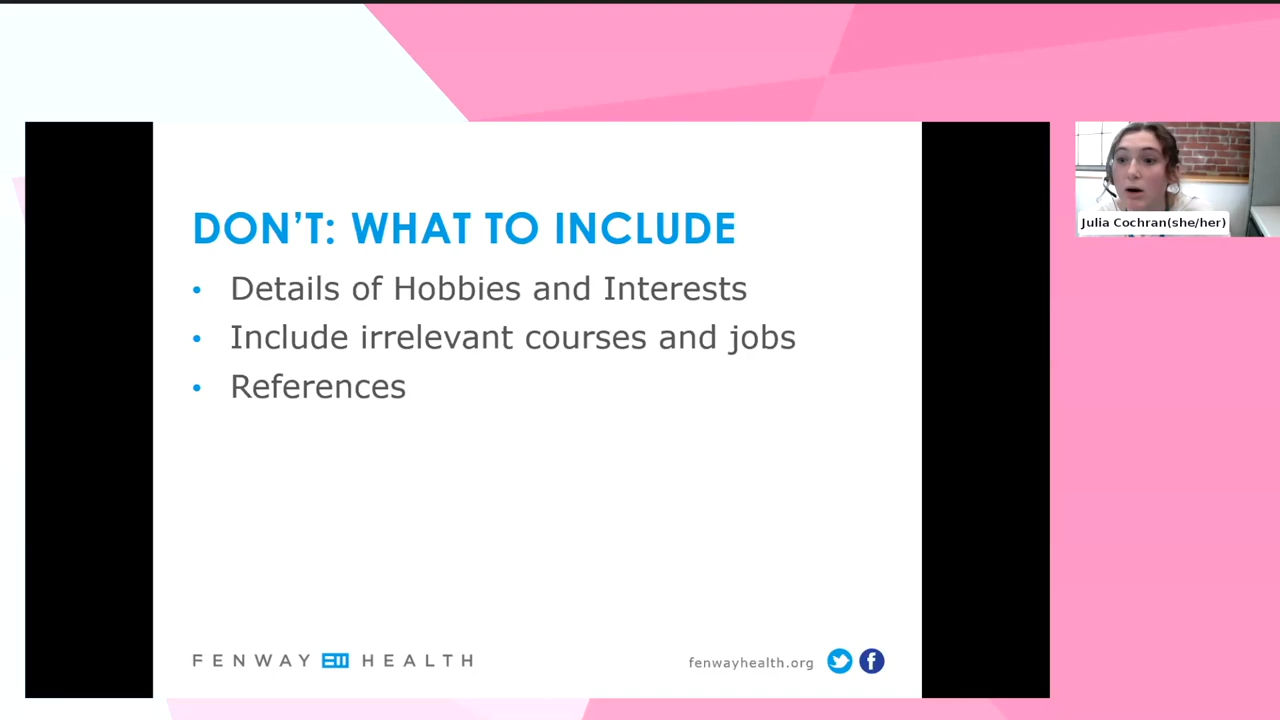 DON'T: WHAT TO INCLUDE
• Details of Hobbies and Interests
• Include irrelevant courses and jobs
• References
FENWAY HEALTH
fenwayhealth.org
Julia Cochran(she/her)